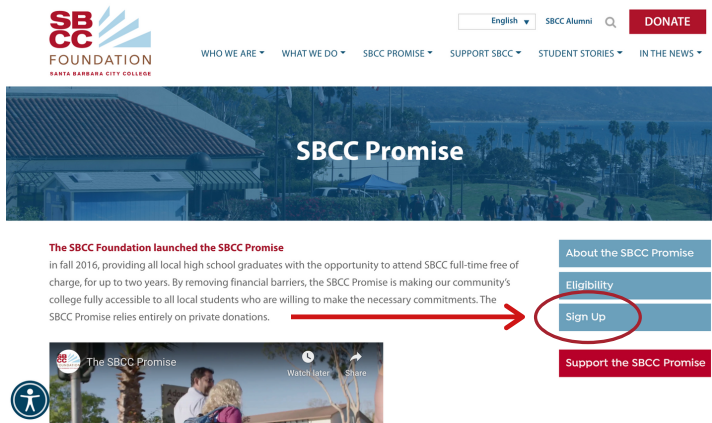 SB
CC
FOUNDATION
SANTA BARBARA CITY COLLEGE
English
SBCC Alumni
DONATE
WHO WE ARE
WHAT WE DO
SBCC PROMISE
SUPPORT SBCC
STUDENT STORIES
IN THE NEWS
SBCC Promise
The SBCC Foundation launched the SBCC Promise
in fall 2016, providing all local high school graduates with the opportunity to attend SBCC full-time free of
charge, for up to two years. By removing financial barriers, the SBCC Promise is making our community's
college fully accessible to all local students who are willing to make the necessary commitments. The
SBCC Promise relies entirely on private donations.
About the SBCC Promise
Eligibility
Sign Up
Support the SBCC Promise
The SBCC Promise
Watch later
Share